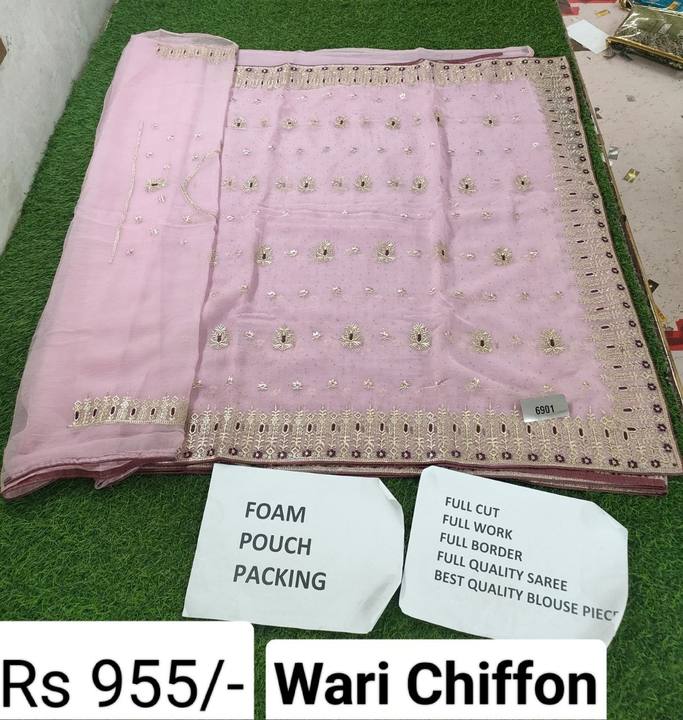 6901
FOAM
POUCH
PACKING
FULL CUT
FULL WORK
FULL BORDER
FULL QUALITY SAREE
BEST QUALITY BLOUSE PIECE
Rs 955/-
Wari Chiffon